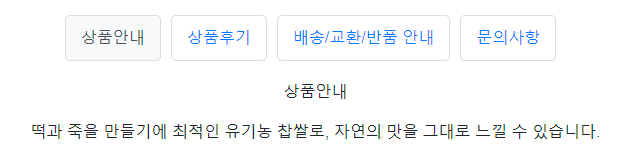 상품안내 상품후기 배송/교환/반품 안내 문의사항
상품안내
떡과 죽을 만들기에 최적인 유기농 찹쌀로, 자연의 맛을 그대로 느낄 수 있습니다.